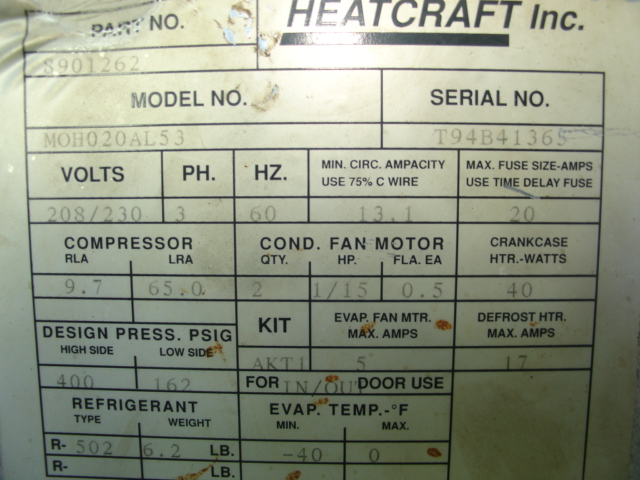 PART NO.
HEATCRAFT Inc.
S901262
MODEL NO. SERIAL NO.
MOH020AL53 T94B41365
VOLTS PH. HZ. MIN. CIRC. AMPACITY USE 75% C WIRE MAX. FUSE SIZE-AMPS USE TIME DELAY FUSE
208/230 3 60 13.1 20
COMPRESSOR COND. FAN MOTOR CRANKCASE HTR.-WATTS
RLA LRA QTY. HP. FLA. EA
9.7 65.0 2 1/15 0.5 40
DESIGN PRESS. PSIG KIT EVAP. FAN MTR. MAX. AMPS DEFROST HTR. MAX. AMPS
HIGH SIDE LOW SIDE
AKT1 5 17
400 162 FOR IN/OUT DOOR USE
REFRIGERANT EVAP. TEMP.-°F
TYPE WEIGHT MIN. MAX.
R- 502 6.2 LB. -40 0
R- LB.